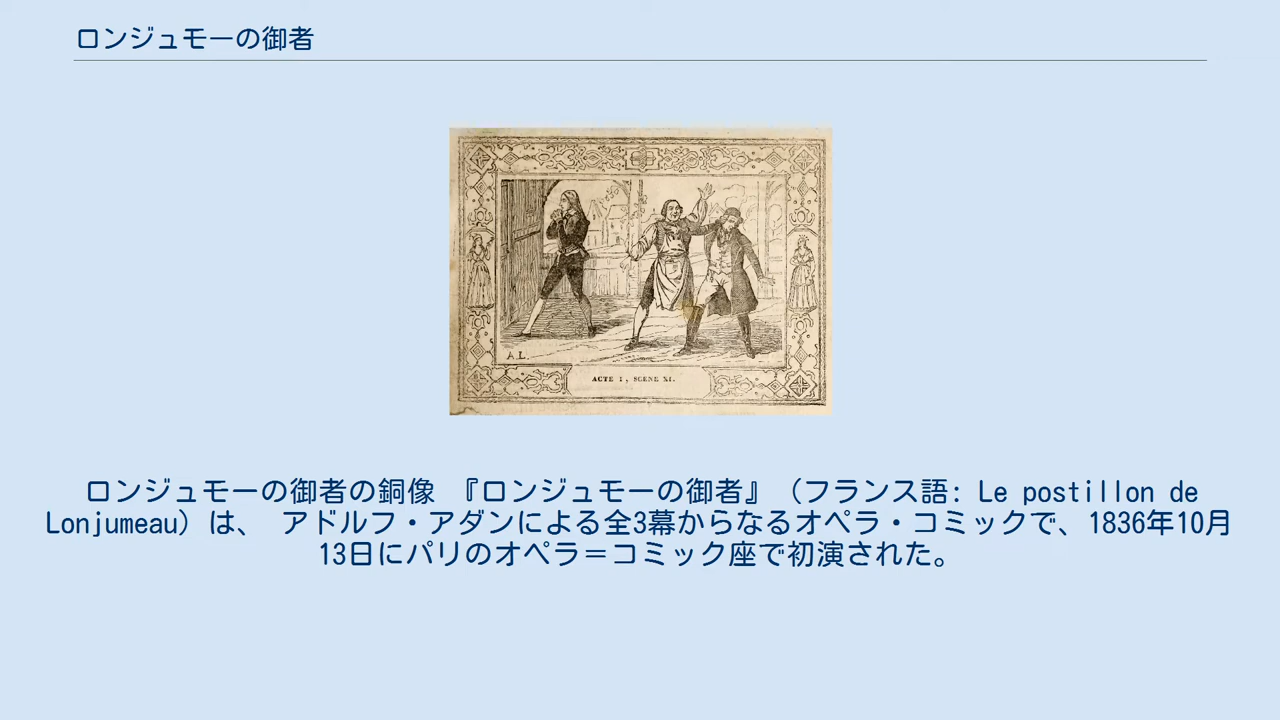 ロンジュモーの御者
A.L.
ACTE I, SCENE XI.
ロンジュモーの御者の銅像 『ロンジュモーの御者』（フランス語: Le postillon de
Lonjumeau）は、 アドルフ・アダンによる全3幕からなるオペラ・コミックで、1836年10月
13日にパリのオペラ＝コミック座で初演された。